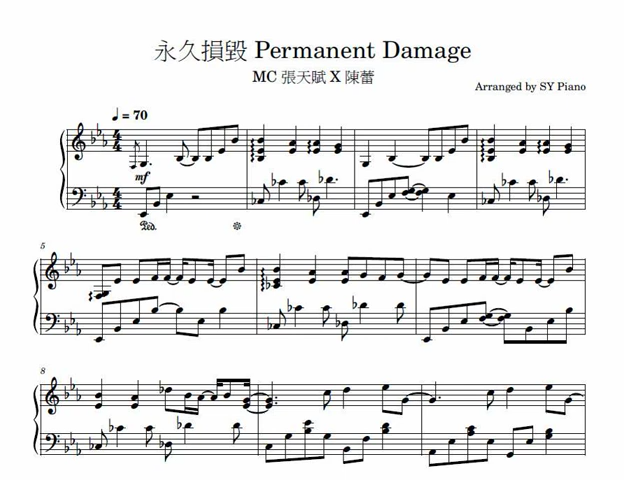 永久損毀 Permanent Damage
MC 張天賦 X 陳蕾
Arranged by SY Piano
♩ = 70
mf
Ped.
5
8